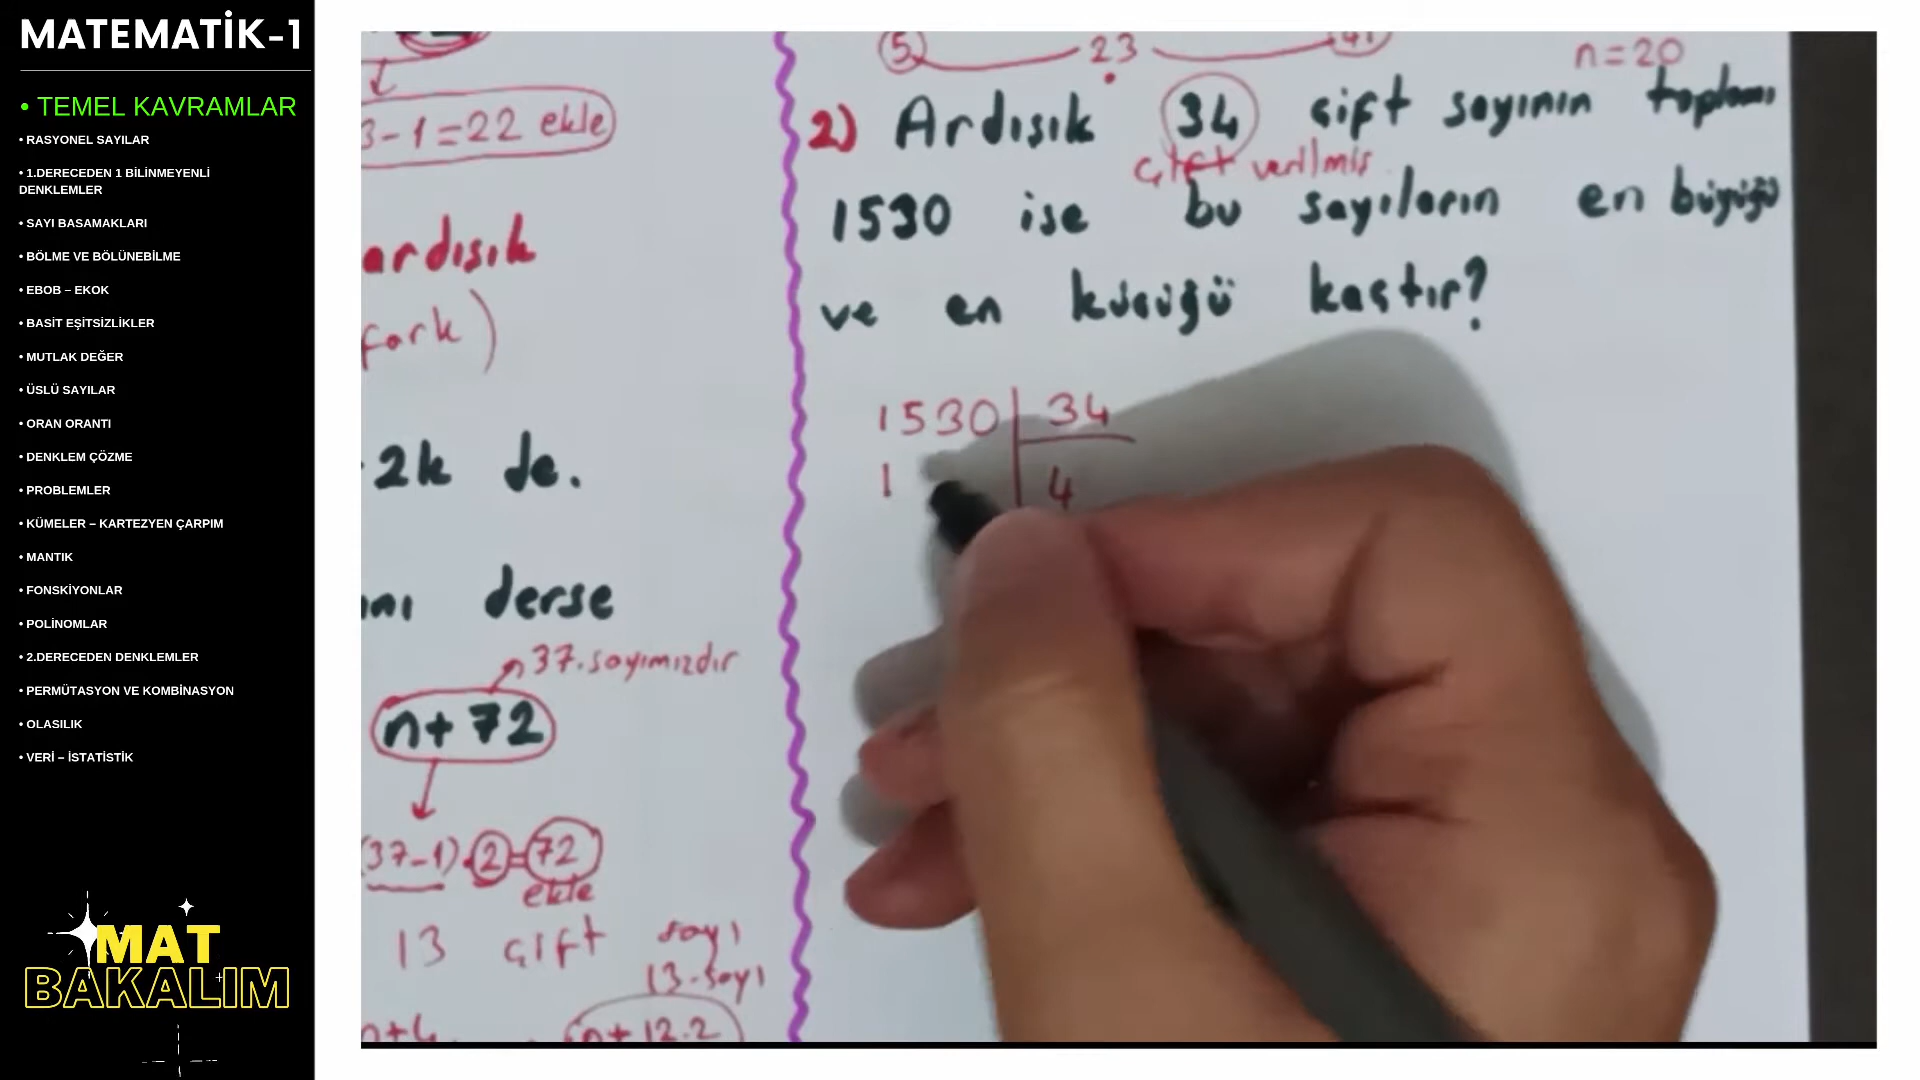 MATEMATİK-1
• TEMEL KAVRAMLAR
• RASYONEL SAYILAR
• 1.DERECEDEN 1 BİLİNMEYENLİ
DENKLEMLER
• SAYI BASAMAKLARI
• BÖLME VE BÖLÜNEBİLME
• EBOB – EKOK
• BASİT EŞİTSİZLİKLER
• MUTLAK DEĞER
• ÜSLÜ SAYILAR
• ORAN ORANTI
• DENKLEM ÇÖZME
• PROBLEMLER
• KÜMELER – KARTEZYEN ÇARPIM
• MANTIK
• FONSKİYONLAR
• POLİNOMLAR
• 2.DERECEDEN DENKLEMLER
• PERMÜTASYON VE KOMBİNASYON
• OLASILIK
• VERİ – İSTATİSTİK
MAT
BAKALIM
3-1=22 ekle
ardışık
fark)
2k de.
derse
37.sayımızdır
n+72
(37-1).2=72
ekle
13 çift sayı
13.sayı
n+4
n+12.2
5 23 41
n=20
2) Ardışık 34 çift sayının toplamı
çift verilmiş
1530 ise bu sayıların en büyüğü
ve en küçüğü kaçtır?
1530 34
1 4